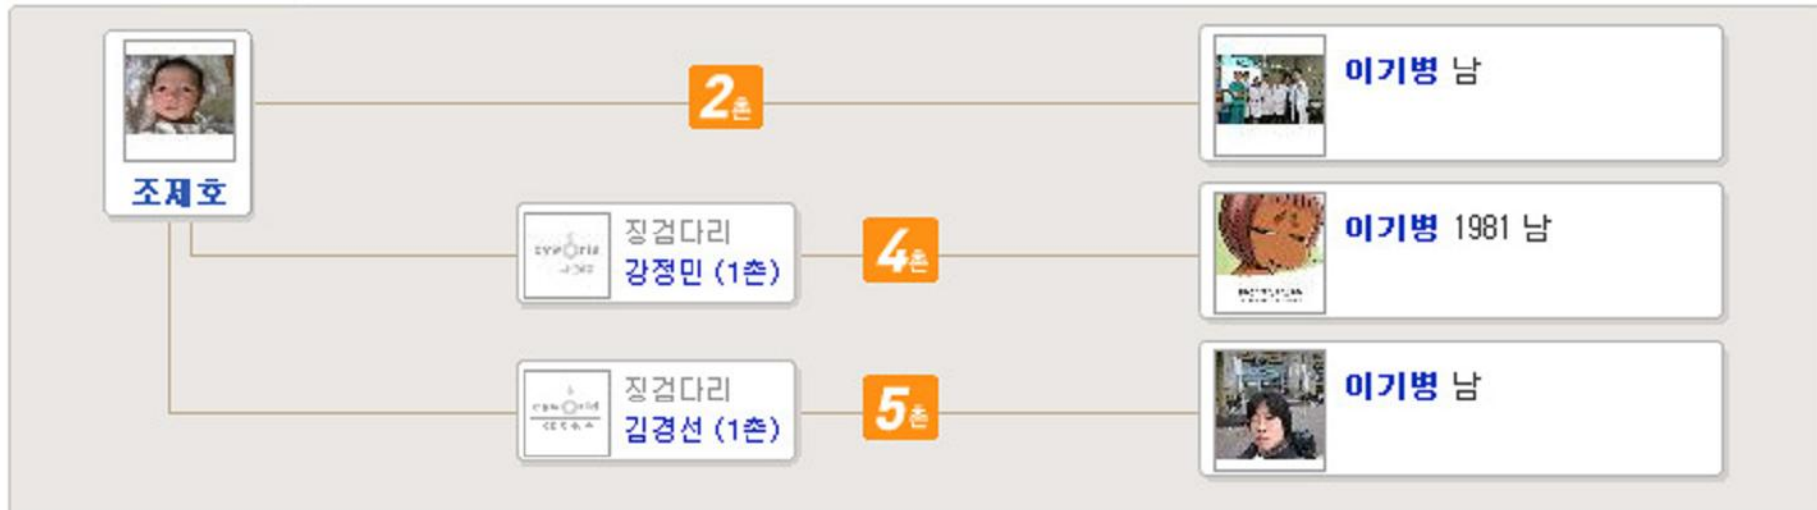 조제호
2촌
이기병 남
징검다리
강정민 (1촌)
4촌
이기병 1981 남
징검다리
김경선 (1촌)
5촌
이기병 남